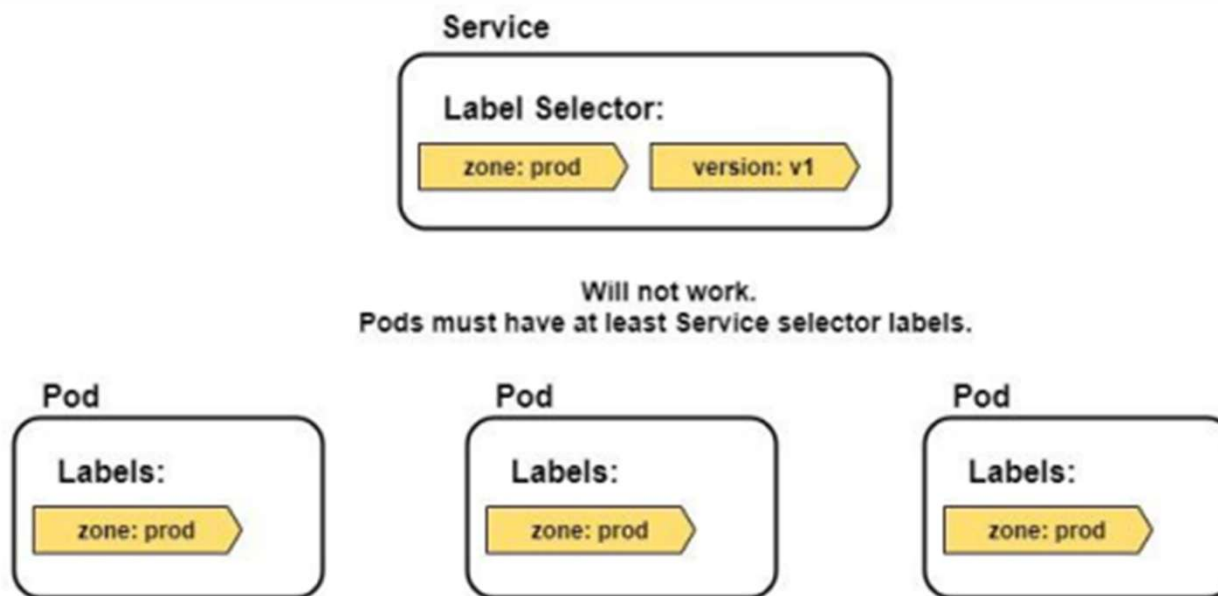 Service
Label Selector:
zone: prod version: v1
Will not work.
Pods must have at least Service selector labels.
Pod Pod Pod
Labels: Labels: Labels:
zone: prod zone: prod zone: prod